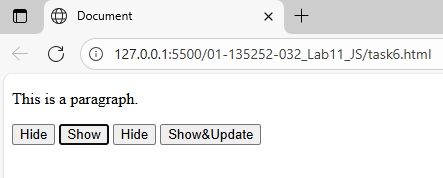 Document
127.0.0.1:5500/01-135252-032_Lab11_JS/task6.html
This is a paragraph.
Hide Show Hide Show&Update